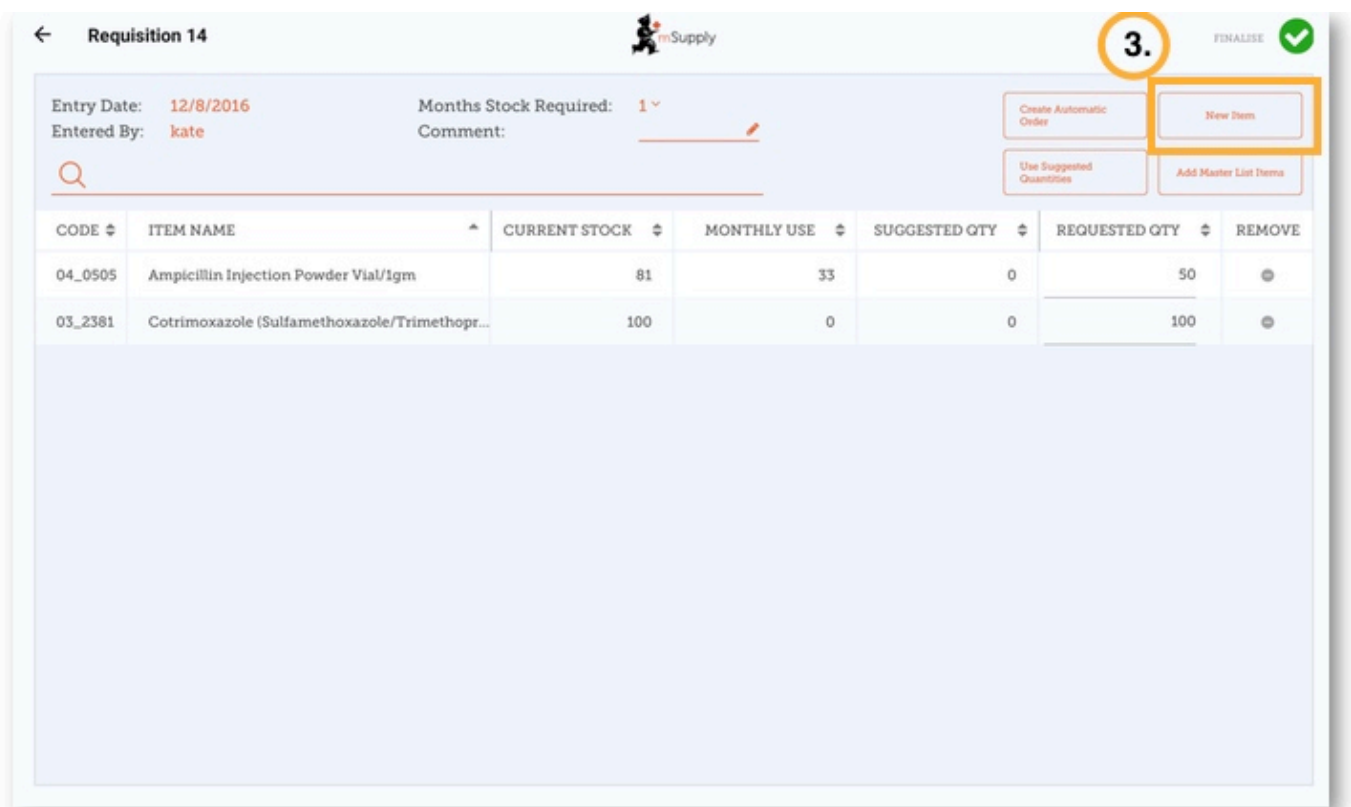 Requisition 14
mSupply
3.
FINALISE
Entry Date: 12/8/2016
Months Stock Required: 1
Entered By: kate
Comment:
Create Automatic
Order
New Item
Use Suggested
Quantities
Add Master List Items
CODE ITEM NAME CURRENT STOCK MONTHLY USE SUGGESTED QTY REQUESTED QTY REMOVE
04_0505 Ampicillin Injection Powder Vial/1gm 81 33 0 50
03_2381 Cotrimoxazole (Sulfamethoxazole/Trimethopr... 100 0 0 100